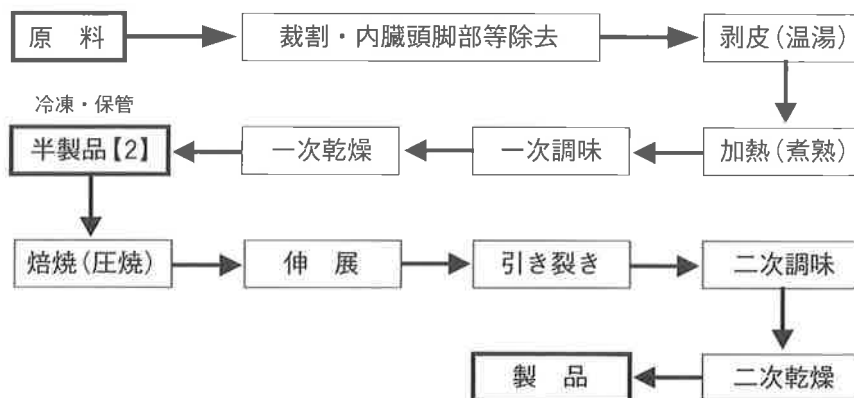 原　料
裁割・内臓頭脚部等除去
剥皮(温湯)
加熱(煮熟)
一次調味
一次乾燥
冷凍・保管
半製品【2】
焙焼(圧焼)
伸　展
引き裂き
二次調味
二次乾燥
製　品